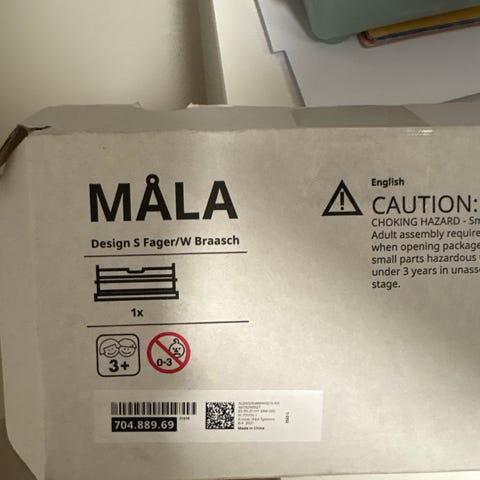 MÅLA
Design S Fager/W Braasch
1x
3+
0-3
704.889.69
Made in China
English
CAUTION:
CHOKING HAZARD - Sm
Adult assembly require
when opening package
small parts hazardous
under 3 years in unass
stage.